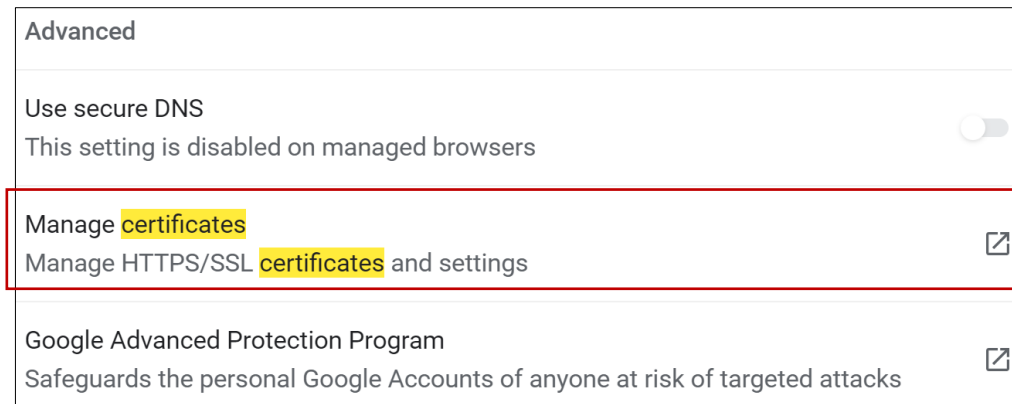 Advanced
Use secure DNS
This setting is disabled on managed browsers
Manage certificates
Manage HTTPS/SSL certificates and settings
Google Advanced Protection Program
Safeguards the personal Google Accounts of anyone at risk of targeted attacks